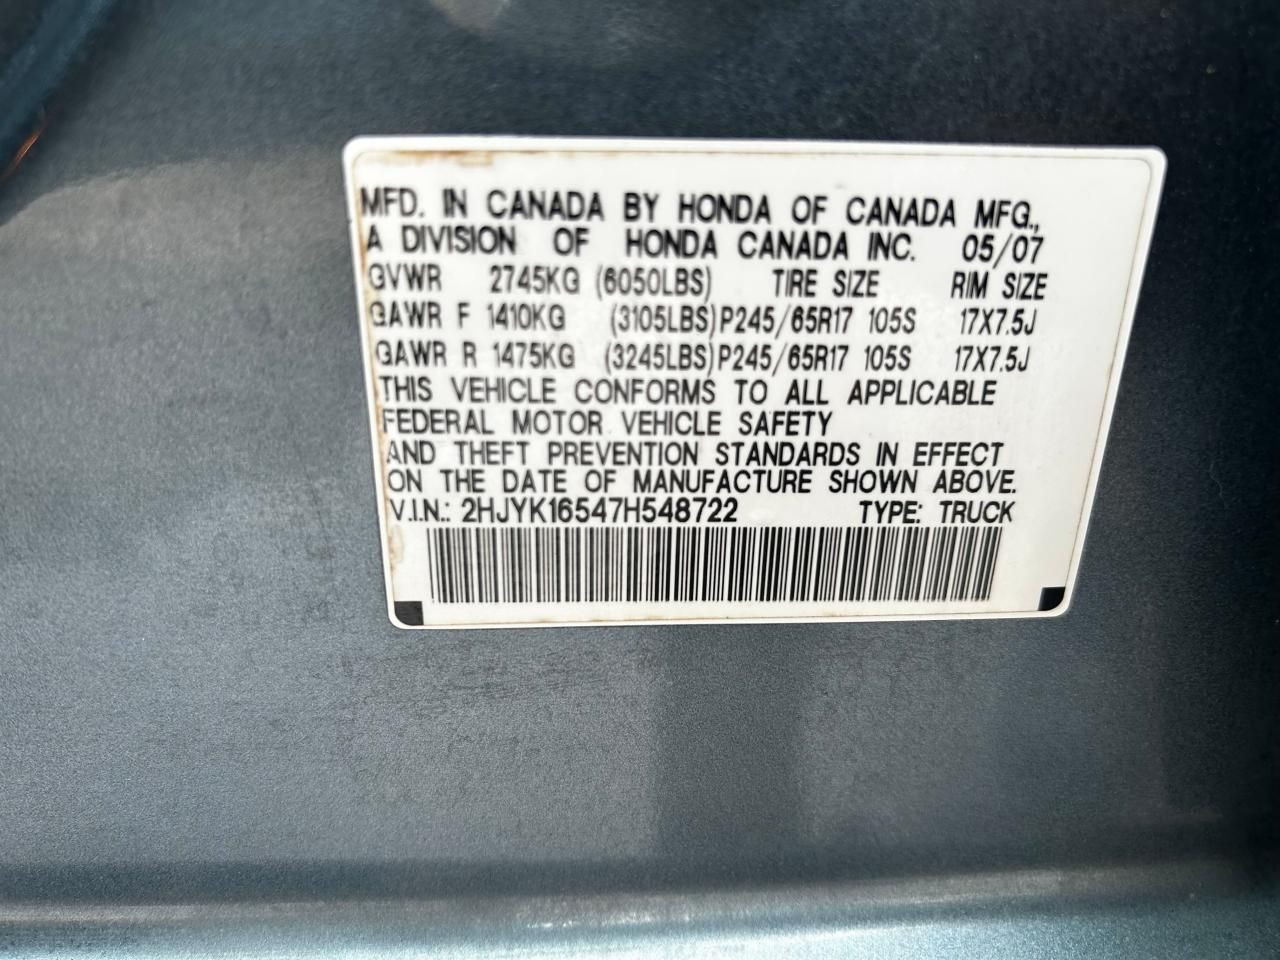 MFD. IN CANADA BY HONDA OF CANADA MFG.,
A DIVISION OF HONDA CANADA INC. 05/07
GVWR 2745KG (6050LBS) TIRE SIZE RIM SIZE
GAWR F 1410KG (3105LBS) P245/65R17 105S 17X7.5J
GAWR R 1475KG (3245LBS) P245/65R17 105S 17X7.5J
THIS VEHICLE CONFORMS TO ALL APPLICABLE
FEDERAL MOTOR VEHICLE SAFETY
AND THEFT PREVENTION STANDARDS IN EFFECT
ON THE DATE OF MANUFACTURE SHOWN ABOVE.
V.I.N.: 2HJYK16547H548722 TYPE: TRUCK